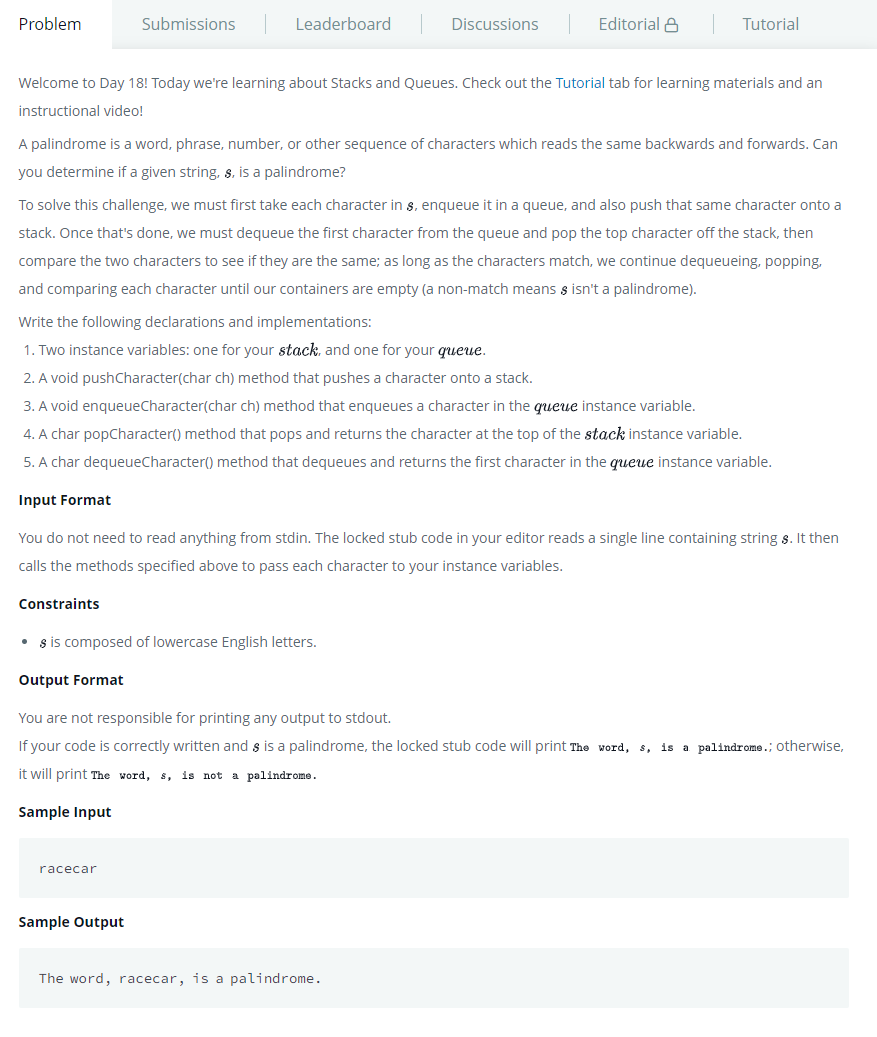 Problem
Submissions
Leaderboard
Discussions
Editorial
Tutorial
Welcome to Day 18! Today we're learning about Stacks and Queues. Check out the Tutorial tab for learning materials and an
instructional video!
A palindrome is a word, phrase, number, or other sequence of characters which reads the same backwards and forwards. Can
you determine if a given string, s, is a palindrome?
To solve this challenge, we must first take each character in s, enqueue it in a queue, and also push that same character onto a
stack. Once that's done, we must dequeue the first character from the queue and pop the top character off the stack, then
compare the two characters to see if they are the same; as long as the characters match, we continue dequeueing, popping,
and comparing each character until our containers are empty (a non-match means s isn't a palindrome).
Write the following declarations and implementations:
1. Two instance variables: one for your stack, and one for your queue.
2. A void pushCharacter(char ch) method that pushes a character onto a stack.
3. A void enqueueCharacter(char ch) method that enqueues a character in the queue instance variable.
4. A char popCharacter() method that pops and returns the character at the top of the stack instance variable.
5. A char dequeueCharacter() method that dequeues and returns the first character in the queue instance variable.
Input Format
You do not need to read anything from stdin. The locked stub code in your editor reads a single line containing string s. It then
calls the methods specified above to pass each character to your instance variables.
Constraints
• s is composed of lowercase English letters.
Output Format
You are not responsible for printing any output to stdout.
If your code is correctly written and s is a palindrome, the locked stub code will print The word, s, is a palindrome.; otherwise,
it will print The word, s, is not a palindrome.
Sample Input
racecar
Sample Output
The word, racecar, is a palindrome.